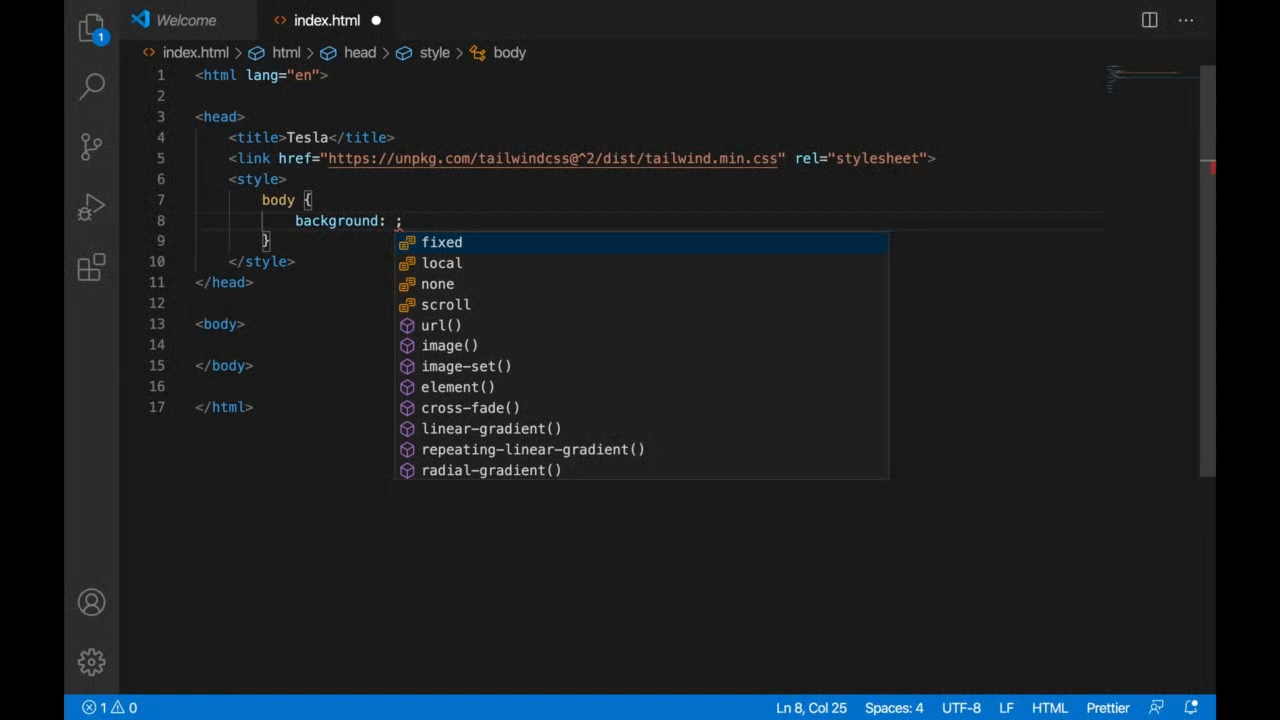 Welcome
index.html
1
index.html > html > head > style > body
1 <html lang="en">
2
3 <head>
4 <title>Tesla</title>
5 <link href="https://unpkg.com/tailwindcss@^2/dist/tailwind.min.css" rel="stylesheet">
6 <style>
7 body {
8 background: ;
9 }
10 </style>
11 </head>
12
13 <body>
14
15 </body>
16
17 </html>
fixed
local
none
scroll
url()
image()
image-set()
element()
cross-fade()
linear-gradient()
repeating-linear-gradient()
radial-gradient()
1 0 Ln 8, Col 25 Spaces: 4 UTF-8 LF HTML Prettier